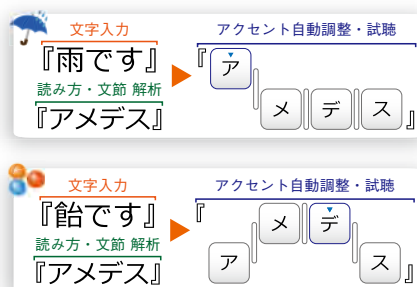 文字入力
アクセント自動調整・試聴
『雨です』
『アメデス』
読み方・文節 解析
『アメデス』
文字入力
アクセント自動調整・試聴
『飴です』
『アメデス』
読み方・文節 解析
『アメデス』